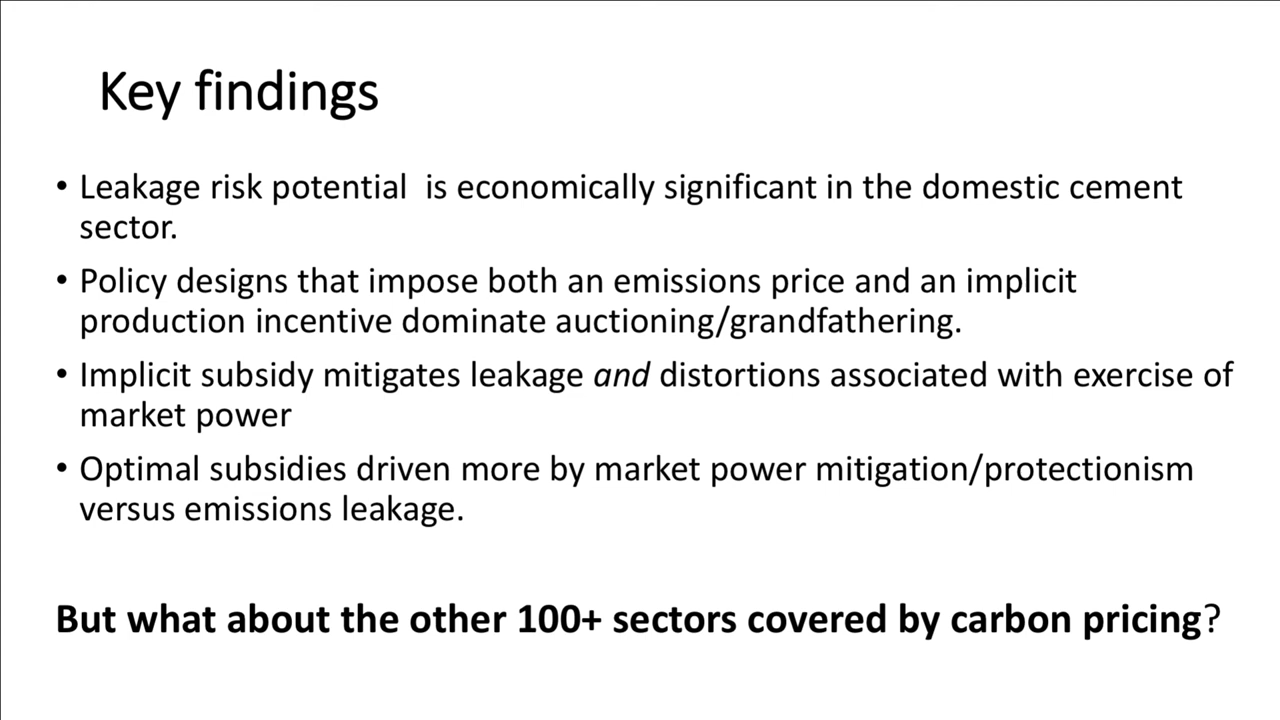 Key findings
• Leakage risk potential  is economically significant in the domestic cement
sector.
• Policy designs that impose both an emissions price and an implicit
production incentive dominate auctioning/grandfathering.
• Implicit subsidy mitigates leakage and distortions associated with exercise of
market power
• Optimal subsidies driven more by market power mitigation/protectionism
versus emissions leakage.
But what about the other 100+ sectors covered by carbon pricing?